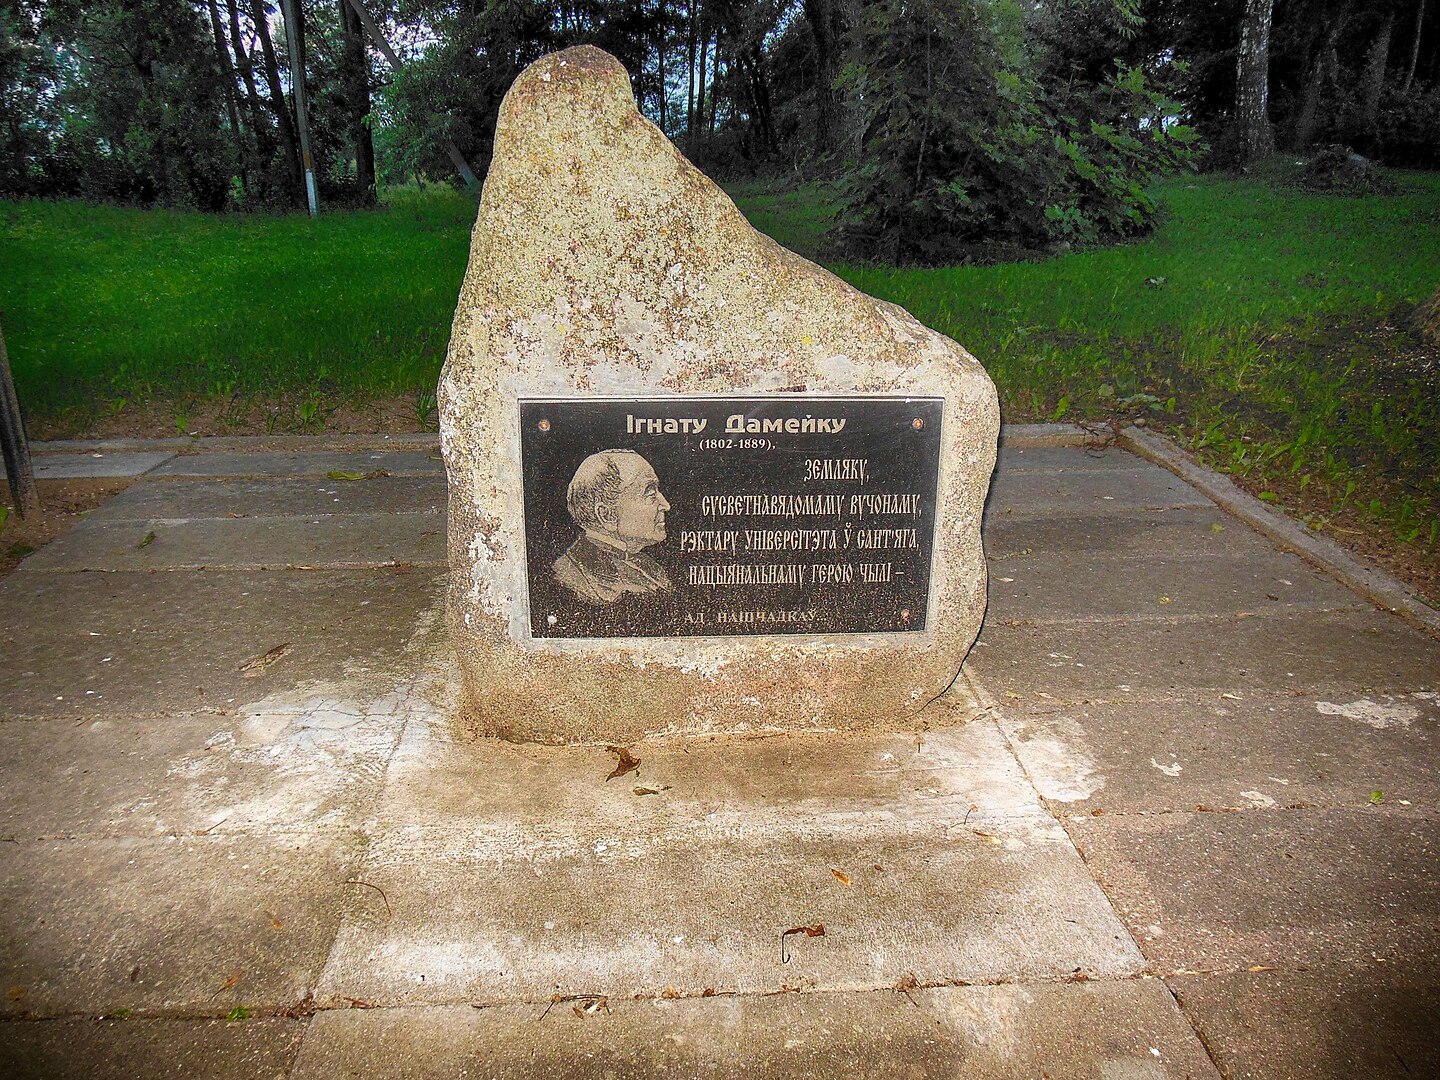 Ігнату Дамейку
(1802-1889),
ЗЕМЛЯКУ,
СУСВЕТНАВЯДОМАМУ ВУЧОНАМУ,
РЭКТАРУ УНІВЕРСІТЭТА Ў САНТ'ЯГА,
НАЦЫЯНАЛЬНАМУ ГЕРОЮ ЧЫЛІ –
АД НАШЧАДКАЎ